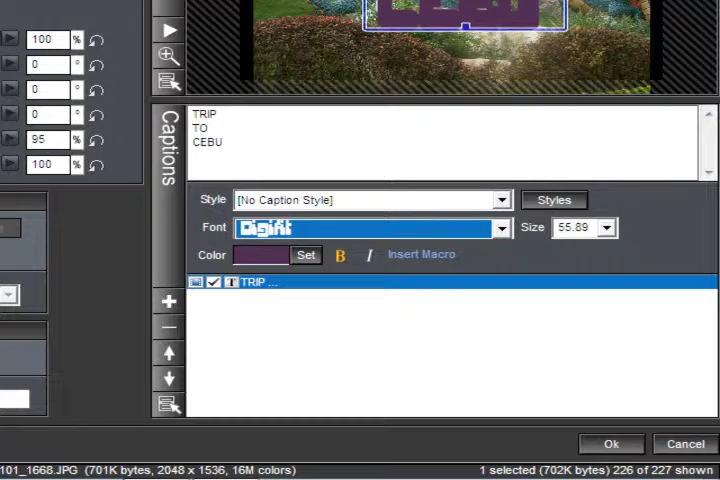 100 %
0 °
0 °
0 °
95 %
100 %
Captions
TRIP
TO
CEBU
Style [No Caption Style] Styles
Font Digifit Size 55.89
Color Set B I Insert Macro
T TRIP ...
Ok Cancel
101_1668.JPG (701K bytes, 2048 x 1536, 16M colors) 1 selected (702K bytes) 226 of 227 shown